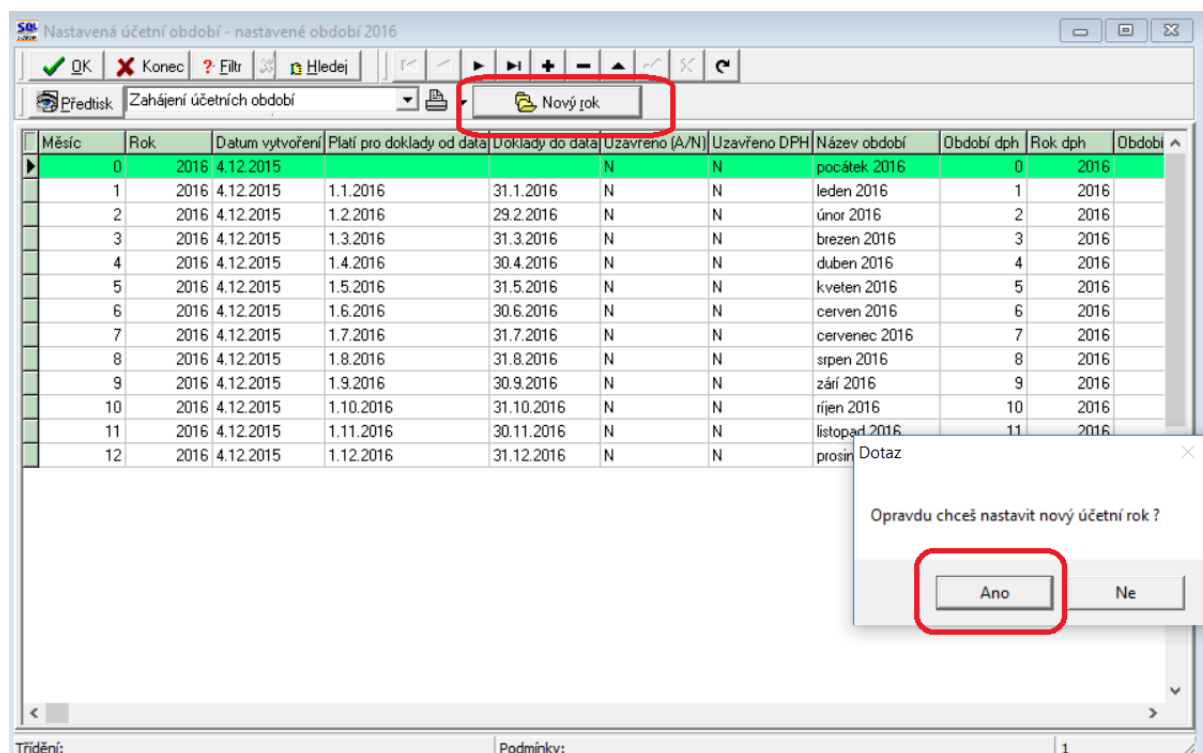 SQL Nastavená účetní období - nastavené období 2016
OK Konec ? Filtr Hledej
Předtisk Zahájení účetních období Nový rok
Měsíc Rok Datum vytvoření Platí pro doklady od data Doklady do data Uzavřeno (A/N) Uzavřeno DPH Název období Období dph Rok dph Obdobi
0 2016 4.12.2015 N N pocátek 2016 0 2016
1 2016 4.12.2015 1.1.2016 31.1.2016 N N leden 2016 1 2016
2 2016 4.12.2015 1.2.2016 29.2.2016 N N únor 2016 2 2016
3 2016 4.12.2015 1.3.2016 31.3.2016 N N brezen 2016 3 2016
4 2016 4.12.2015 1.4.2016 30.4.2016 N N duben 2016 4 2016
5 2016 4.12.2015 1.5.2016 31.5.2016 N N kveten 2016 5 2016
6 2016 4.12.2015 1.6.2016 30.6.2016 N N cerven 2016 6 2016
7 2016 4.12.2015 1.7.2016 31.7.2016 N N cervenec 2016 7 2016
8 2016 4.12.2015 1.8.2016 31.8.2016 N N srpen 2016 8 2016
9 2016 4.12.2015 1.9.2016 30.9.2016 N N zárí 2016 9 2016
10 2016 4.12.2015 1.10.2016 31.10.2016 N N ríjen 2016 10 2016
11 2016 4.12.2015 1.11.2016 30.11.2016 N N listopad 2016 11 2016
12 2016 4.12.2015 1.12.2016 31.12.2016 N N prosin
Dotaz
Opravdu chceš nastavit nový účetní rok ?
Ano Ne
Třídění: Podmínky: 1